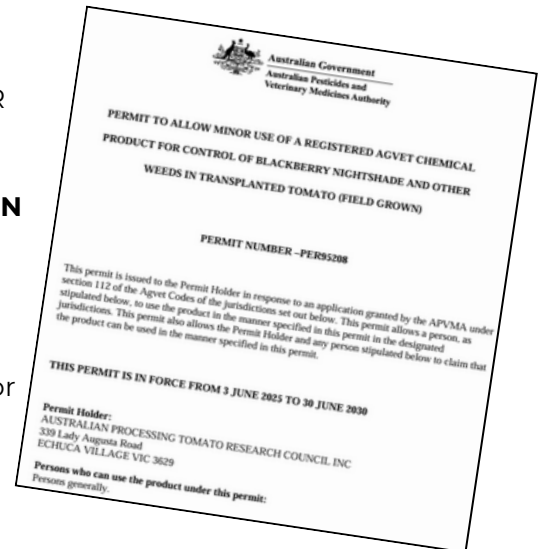 R
N
or
Australian Government
Australian Pesticides and
Veterinary Medicines Authority
PERMIT TO ALLOW MINOR USE OF A REGISTERED AGVET CHEMICAL
PRODUCT FOR CONTROL OF BLACKBERRY NIGHTSHADE AND OTHER
WEEDS IN TRANSPLANTED TOMATO (FIELD GROWN)
PERMIT NUMBER –PER95208
This permit is issued to the Permit Holder in response to an application granted by the APVMA under
section 112 of the Agvet Codes of the jurisdictions set out below. This permit allows a person, as
stipulated below, to use the product in the manner specified in this permit in the designated
jurisdictions. This permit also allows the Permit Holder and any person stipulated below to claim that
the product can be used in the manner specified in this permit.
THIS PERMIT IS IN FORCE FROM 3 JUNE 2025 TO 30 JUNE 2030
Permit Holder:
AUSTRALIAN PROCESSING TOMATO RESEARCH COUNCIL INC
339 Lady Augusta Road
ECHUCA VILLAGE VIC 3629
Persons who can use the product under this permit:
Persons generally.